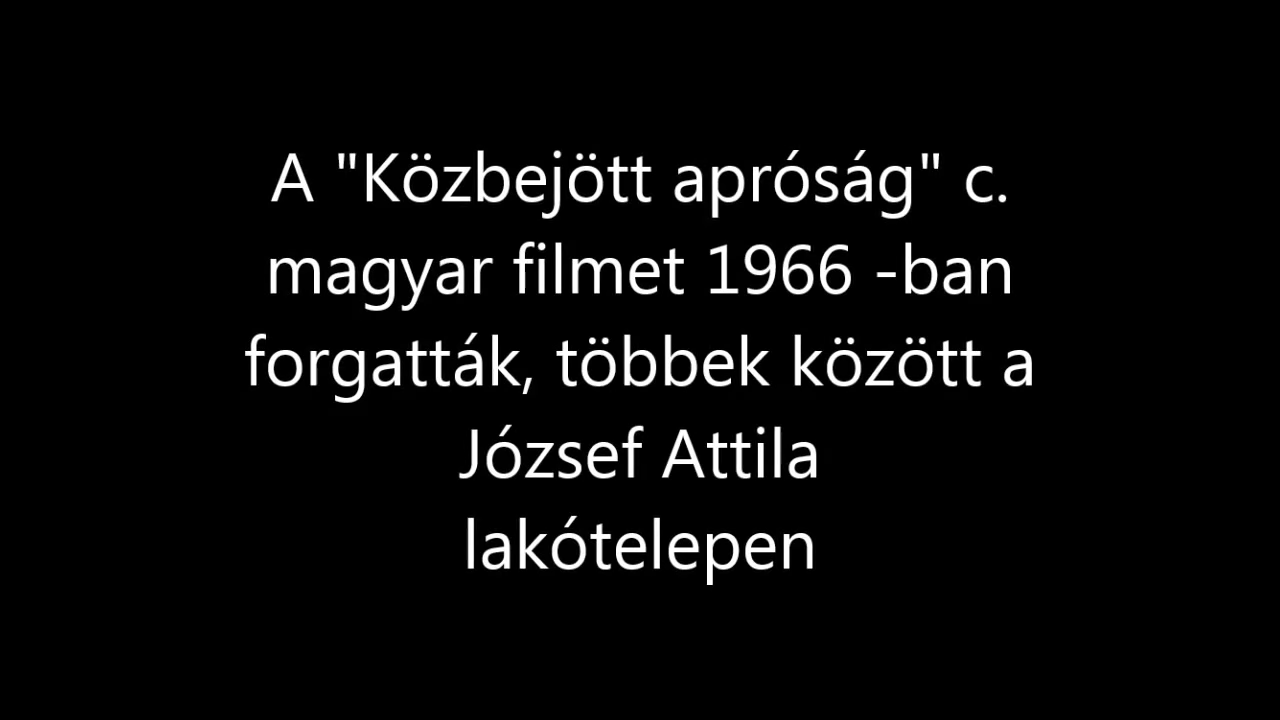 A "Közbejött apróság" c.
magyar filmet 1966 -ban
forgatták, többek között a
József Attila
lakótelepen